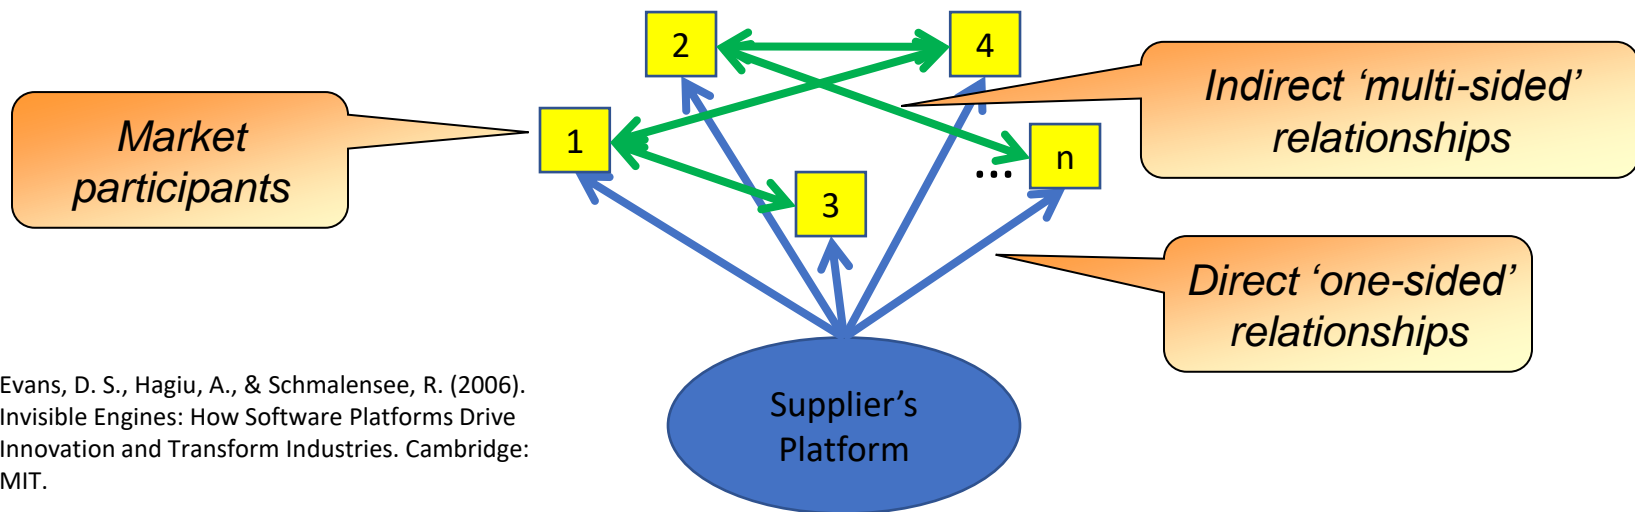 2
4
Indirect ‘multi-sided’
relationships
Market
participants
1
n
...
3
Direct ‘one-sided’
relationships
Evans, D. S., Hagiu, A., & Schmalensee, R. (2006).
Invisible Engines: How Software Platforms Drive
Innovation and Transform Industries. Cambridge:
MIT.
Supplier’s
Platform